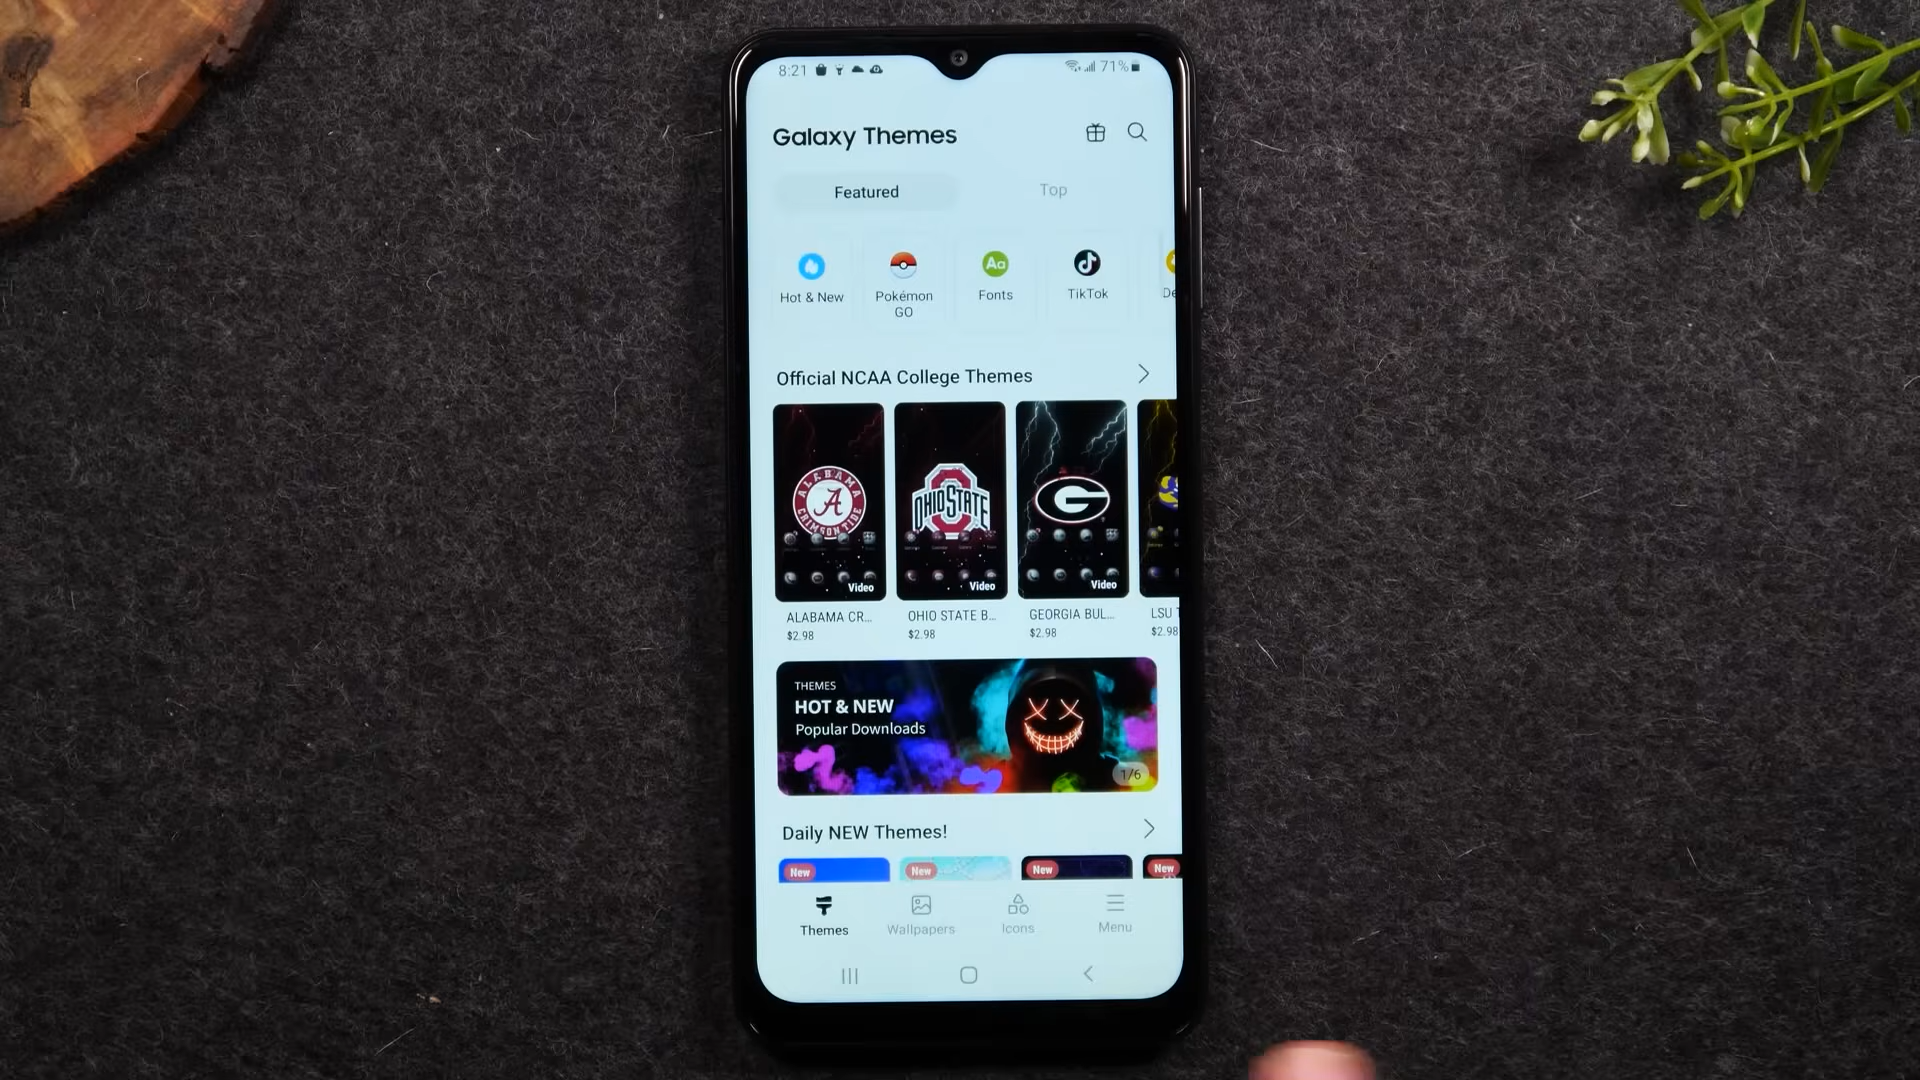 8:21
71%
Galaxy Themes
Featured
Top
Hot & New
Pokémon
GO
Fonts
TikTok
De
Official NCAA College Themes
ALABAMA
A
CRIMSON TIDE
OHIO STATE
G
Video
Video
Video
ALABAMA CR...
OHIO STATE B...
GEORGIA BUL...
LSU T
$2.98
$2.98
$2.98
$2.98
THEMES
HOT & NEW
Popular Downloads
1/6
Daily NEW Themes!
New
New
New
New
Themes
Wallpapers
Icons
Menu